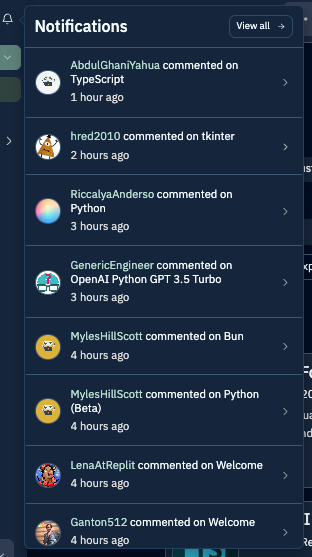 Notifications
View all →
AbdulGhaniYahua commented on
TypeScript
1 hour ago
hred2010 commented on tkinter
2 hours ago
RiccalyaAnderso commented on
Python
3 hours ago
GenericEngineer commented on
OpenAI Python GPT 3.5 Turbo
3 hours ago
MylesHillScott commented on Bun
4 hours ago
MylesHillScott commented on Python
(Beta)
4 hours ago
LenaAtReplit commented on Welcome
4 hours ago
Ganton512 commented on Welcome
4 hours ago